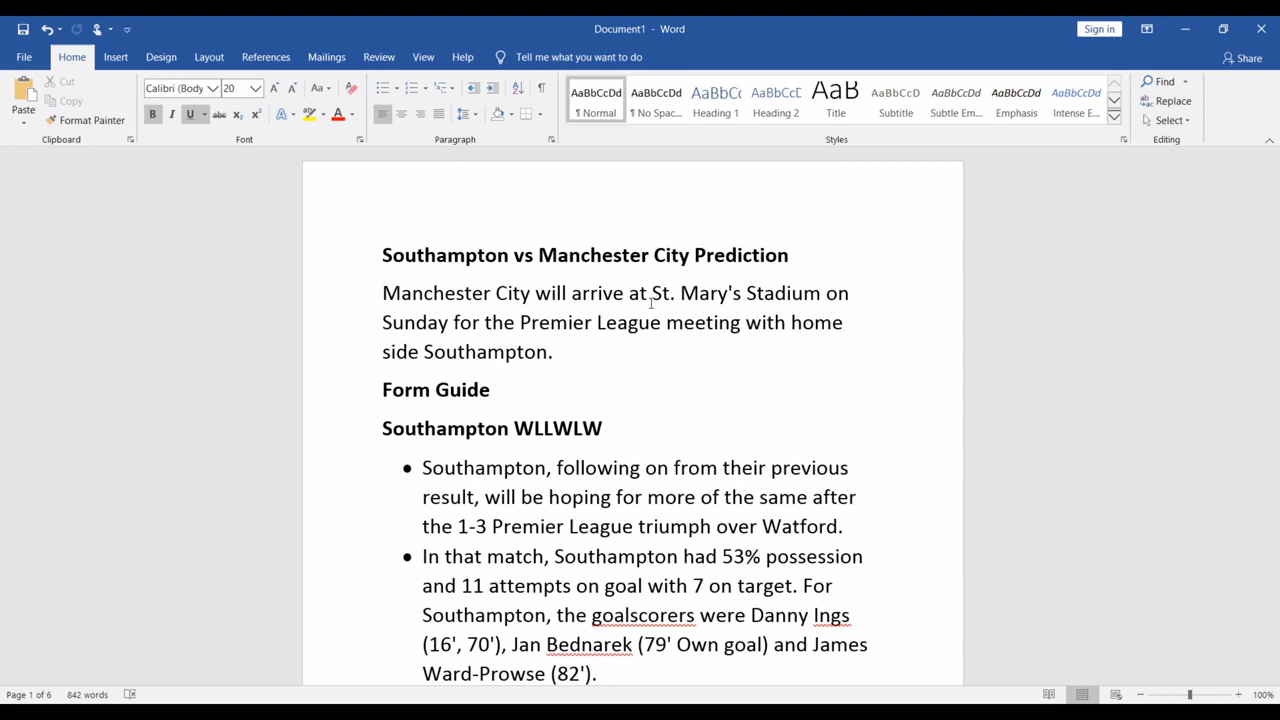 Document1 - Word
Sign in
File Home Insert Design Layout References Mailings Review View Help Tell me what you want to do Share
Paste
Cut
Copy
Format Painter
Clipboard
Calibri (Body 20
Font
Paragraph
AaBbCcDd AaBbCcDd AaBbCc AaBbCcC AaB AaBbCcD AaBbCcDd AaBbCcDd AaBbCcDd
¶ Normal ¶ No Spac... Heading 1 Heading 2 Title Subtitle Subtle Em... Emphasis Intense E...
Styles
Find
Replace
Select
Editing
Southampton vs Manchester City Prediction
Manchester City will arrive at St. Mary's Stadium on
Sunday for the Premier League meeting with home
side Southampton.
Form Guide
Southampton WLLWLW
• Southampton, following on from their previous
result, will be hoping for more of the same after
the 1-3 Premier League triumph over Watford.
• In that match, Southampton had 53% possession
and 11 attempts on goal with 7 on target. For
Southampton, the goalscorers were Danny Ings
(16', 70'), Jan Bednarek (79' Own goal) and James
Ward-Prowse (82').
Page 1 of 6 842 words 100%